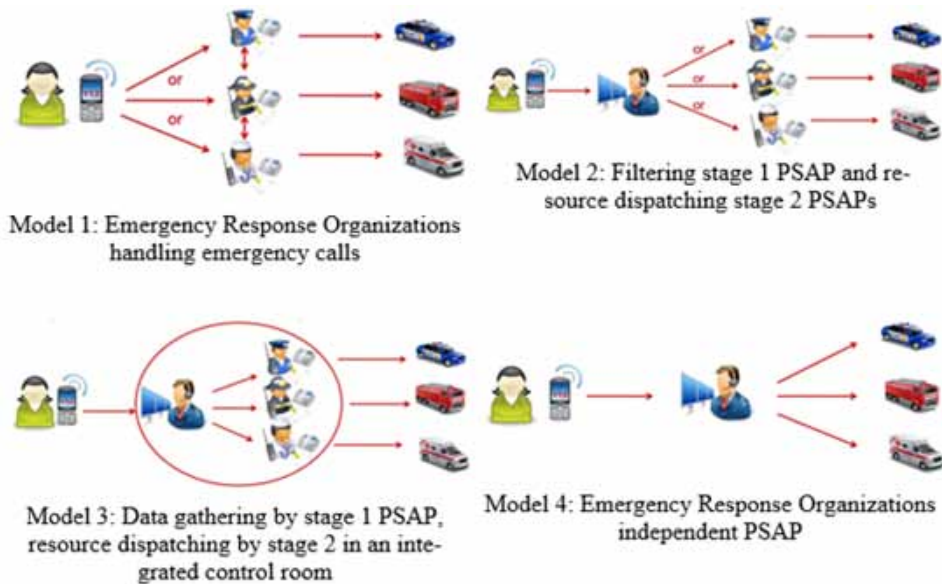 or
or
Model 1: Emergency Response Organizations
handling emergency calls
or
or
or
Model 2: Filtering stage 1 PSAP and re-
source dispatching stage 2 PSAPs
Model 3: Data gathering by stage 1 PSAP,
resource dispatching by stage 2 in an inte-
grated control room
Model 4: Emergency Response Organizations
independent PSAP